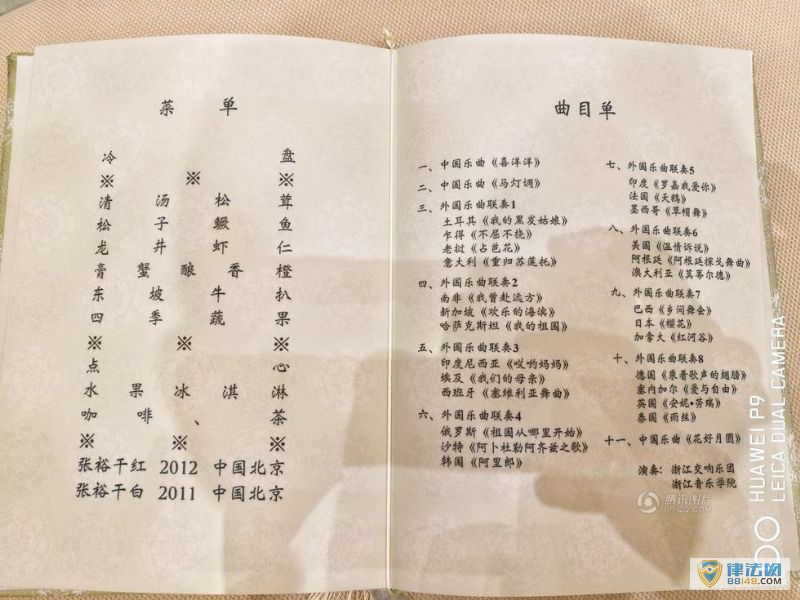 菜 单
冷 盘
※ ※ ※
清 汤 松 茸
松 子 鳜 鱼
龙 井 虾 仁
膏 蟹 酿 香 橙
东 坡 牛 扒
四 季 蔬 果
※ ※ ※
点 心
水 果 冰 淇 淋
咖 啡 、 茶
※ ※ ※
张裕干红 2012 中国北京
张裕干白 2011 中国北京
曲目单
一、中国乐曲《喜洋洋》
二、中国乐曲《马灯调》
三、外国乐曲联奏1
土耳其《我的黑发姑娘》
乍得《不屈不挠》
老挝《占芭花》
意大利《重归苏莲托》
四、外国乐曲联奏2
南非《我曾赴远方》
新加坡《欢乐的海滨》
哈萨克斯坦《我的祖国》
五、外国乐曲联奏3
印度尼西亚《哎哟妈妈》
埃及《我们的母亲》
西班牙《塞维利亚舞曲》
六、外国乐曲联奏4
俄罗斯《祖国从哪里开始》
沙特《阿卜杜勒阿齐兹之歌》
韩国《阿里郎》
七、外国乐曲联奏5
印度《罗嘉我爱你》
法国《天鹅》
墨西哥《草帽舞》
八、外国乐曲联奏6
美国《温情诉说》
阿根廷《阿根廷探戈舞曲》
澳大利亚《莫蒂尔德》
九、外国乐曲联奏7
巴西《乡间舞会》
日本《樱花》
加拿大《红河谷》
十、外国乐曲联奏8
德国《乘着歌声的翅膀》
塞内加尔《爱与自由》
英国《安妮·劳瑞》
泰国《雨丝》
十一、中国乐曲《花好月圆》
演奏：浙江交响乐团
浙江音乐学院
腾讯图片
PP.QQ.COM
HUAWEI P9
LEICA DUAL CAMERA
律法网
88148.com